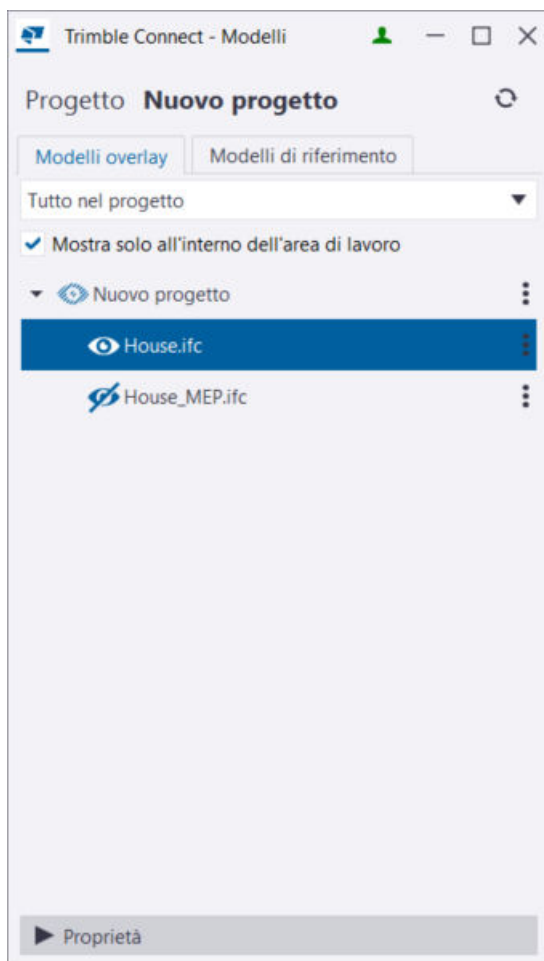 Trimble Connect - Modelli
Progetto Nuovo progetto
Modelli overlay Modelli di riferimento
Tutto nel progetto
Mostra solo all'interno dell'area di lavoro
Nuovo progetto
House.ifc
House_MEP.ifc
Proprietà